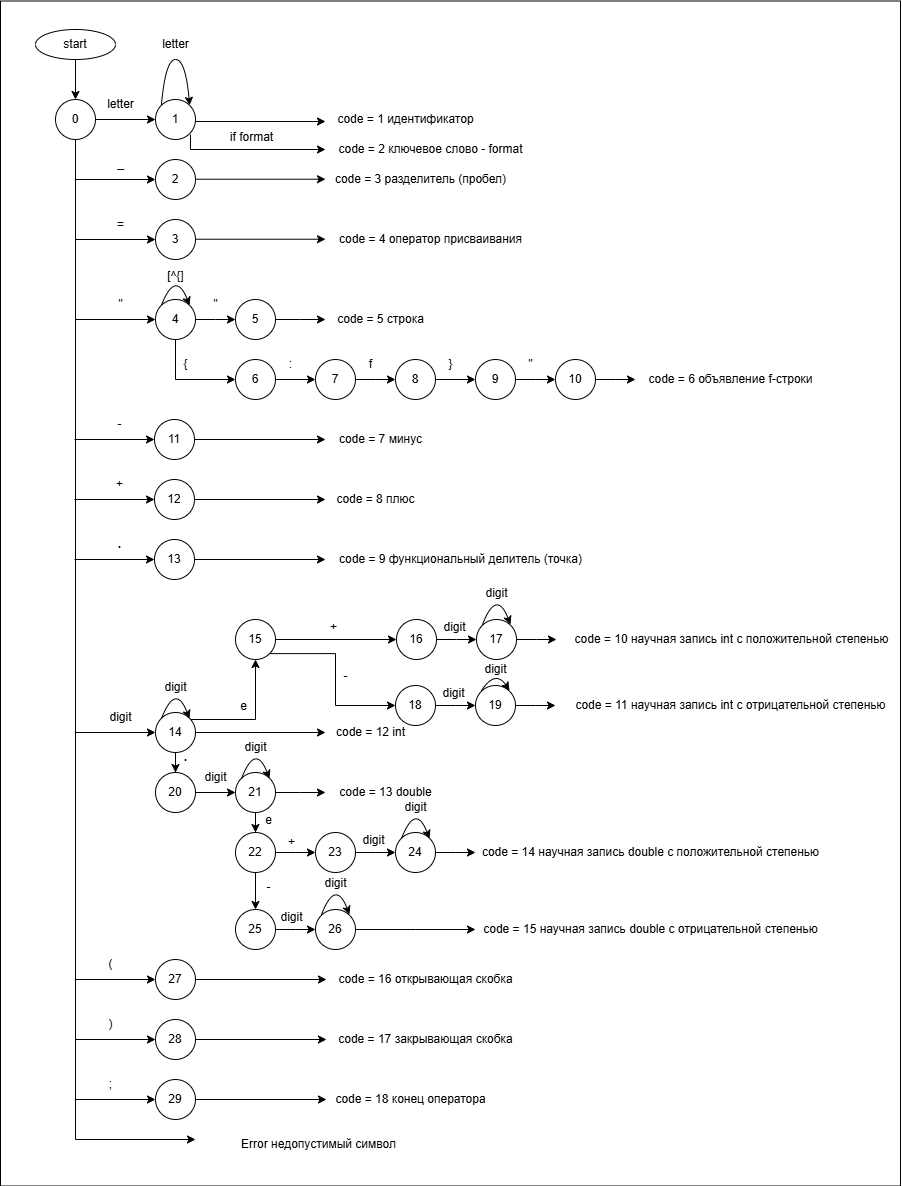 start
letter
0
letter
1
code = 1 идентификатор
if format
code = 2 ключевое слово - format
_
2
code = 3 разделитель (пробел)
=
3
code = 4 оператор присваивания
[^{]
"
4
"
5
code = 5 строка
{
6
:
7
f
8
}
9
"
10
code = 6 объявление f-строки
-
11
code = 7 минус
+
12
code = 8 плюс
.
13
code = 9 функциональный делитель (точка)
digit
15
+
16
digit
17
code = 10 научная запись int с положительной степенью
-
digit
18
digit
19
code = 11 научная запись int с отрицательной степенью
digit
e
digit
14
code = 12 int
.
digit
20
digit
21
code = 13 double
e
digit
22
+
23
digit
24
code = 14 научная запись double с положительной степенью
-
digit
25
digit
26
code = 15 научная запись double с отрицательной степенью
(
27
code = 16 открывающая скобка
)
28
code = 17 закрывающая скобка
;
29
code = 18 конец оператора
Error недопустимый символ